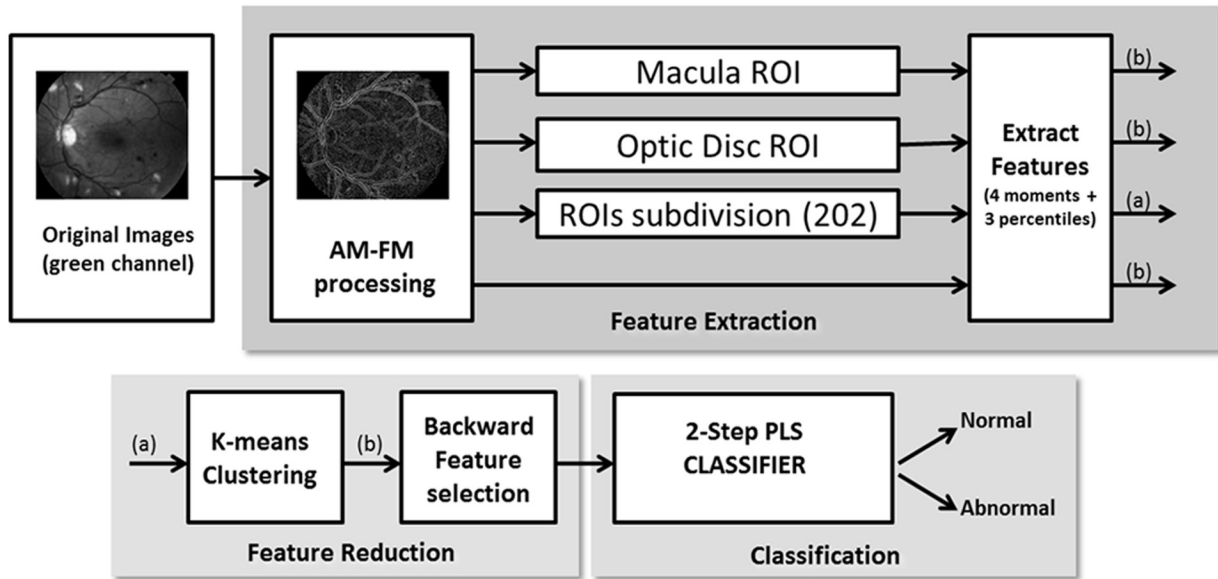 Original Images
(green channel)
AM-FM
processing
Macula ROI
Optic Disc ROI
ROIs subdivision (202)
Extract
Features
(4 moments +
3 percentiles)
(b)
(b)
(a)
(b)
Feature Extraction
(a)
K-means
Clustering
(b)
Backward
Feature
selection
Feature Reduction
2-Step PLS
CLASSIFIER
Normal
Abnormal
Classification